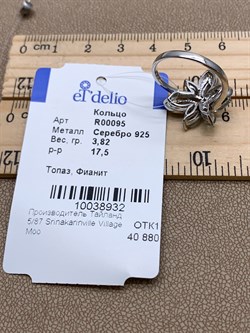 el'delio
Кольцо
Арт R00095
Металл Серебро 925
Вес, гр. 3,82
р-р 17,5
Топаз, Фианит
10038932
Производитель Тайланд
5/87 Srinakarinville Village
Моо
ОТК1
40 880